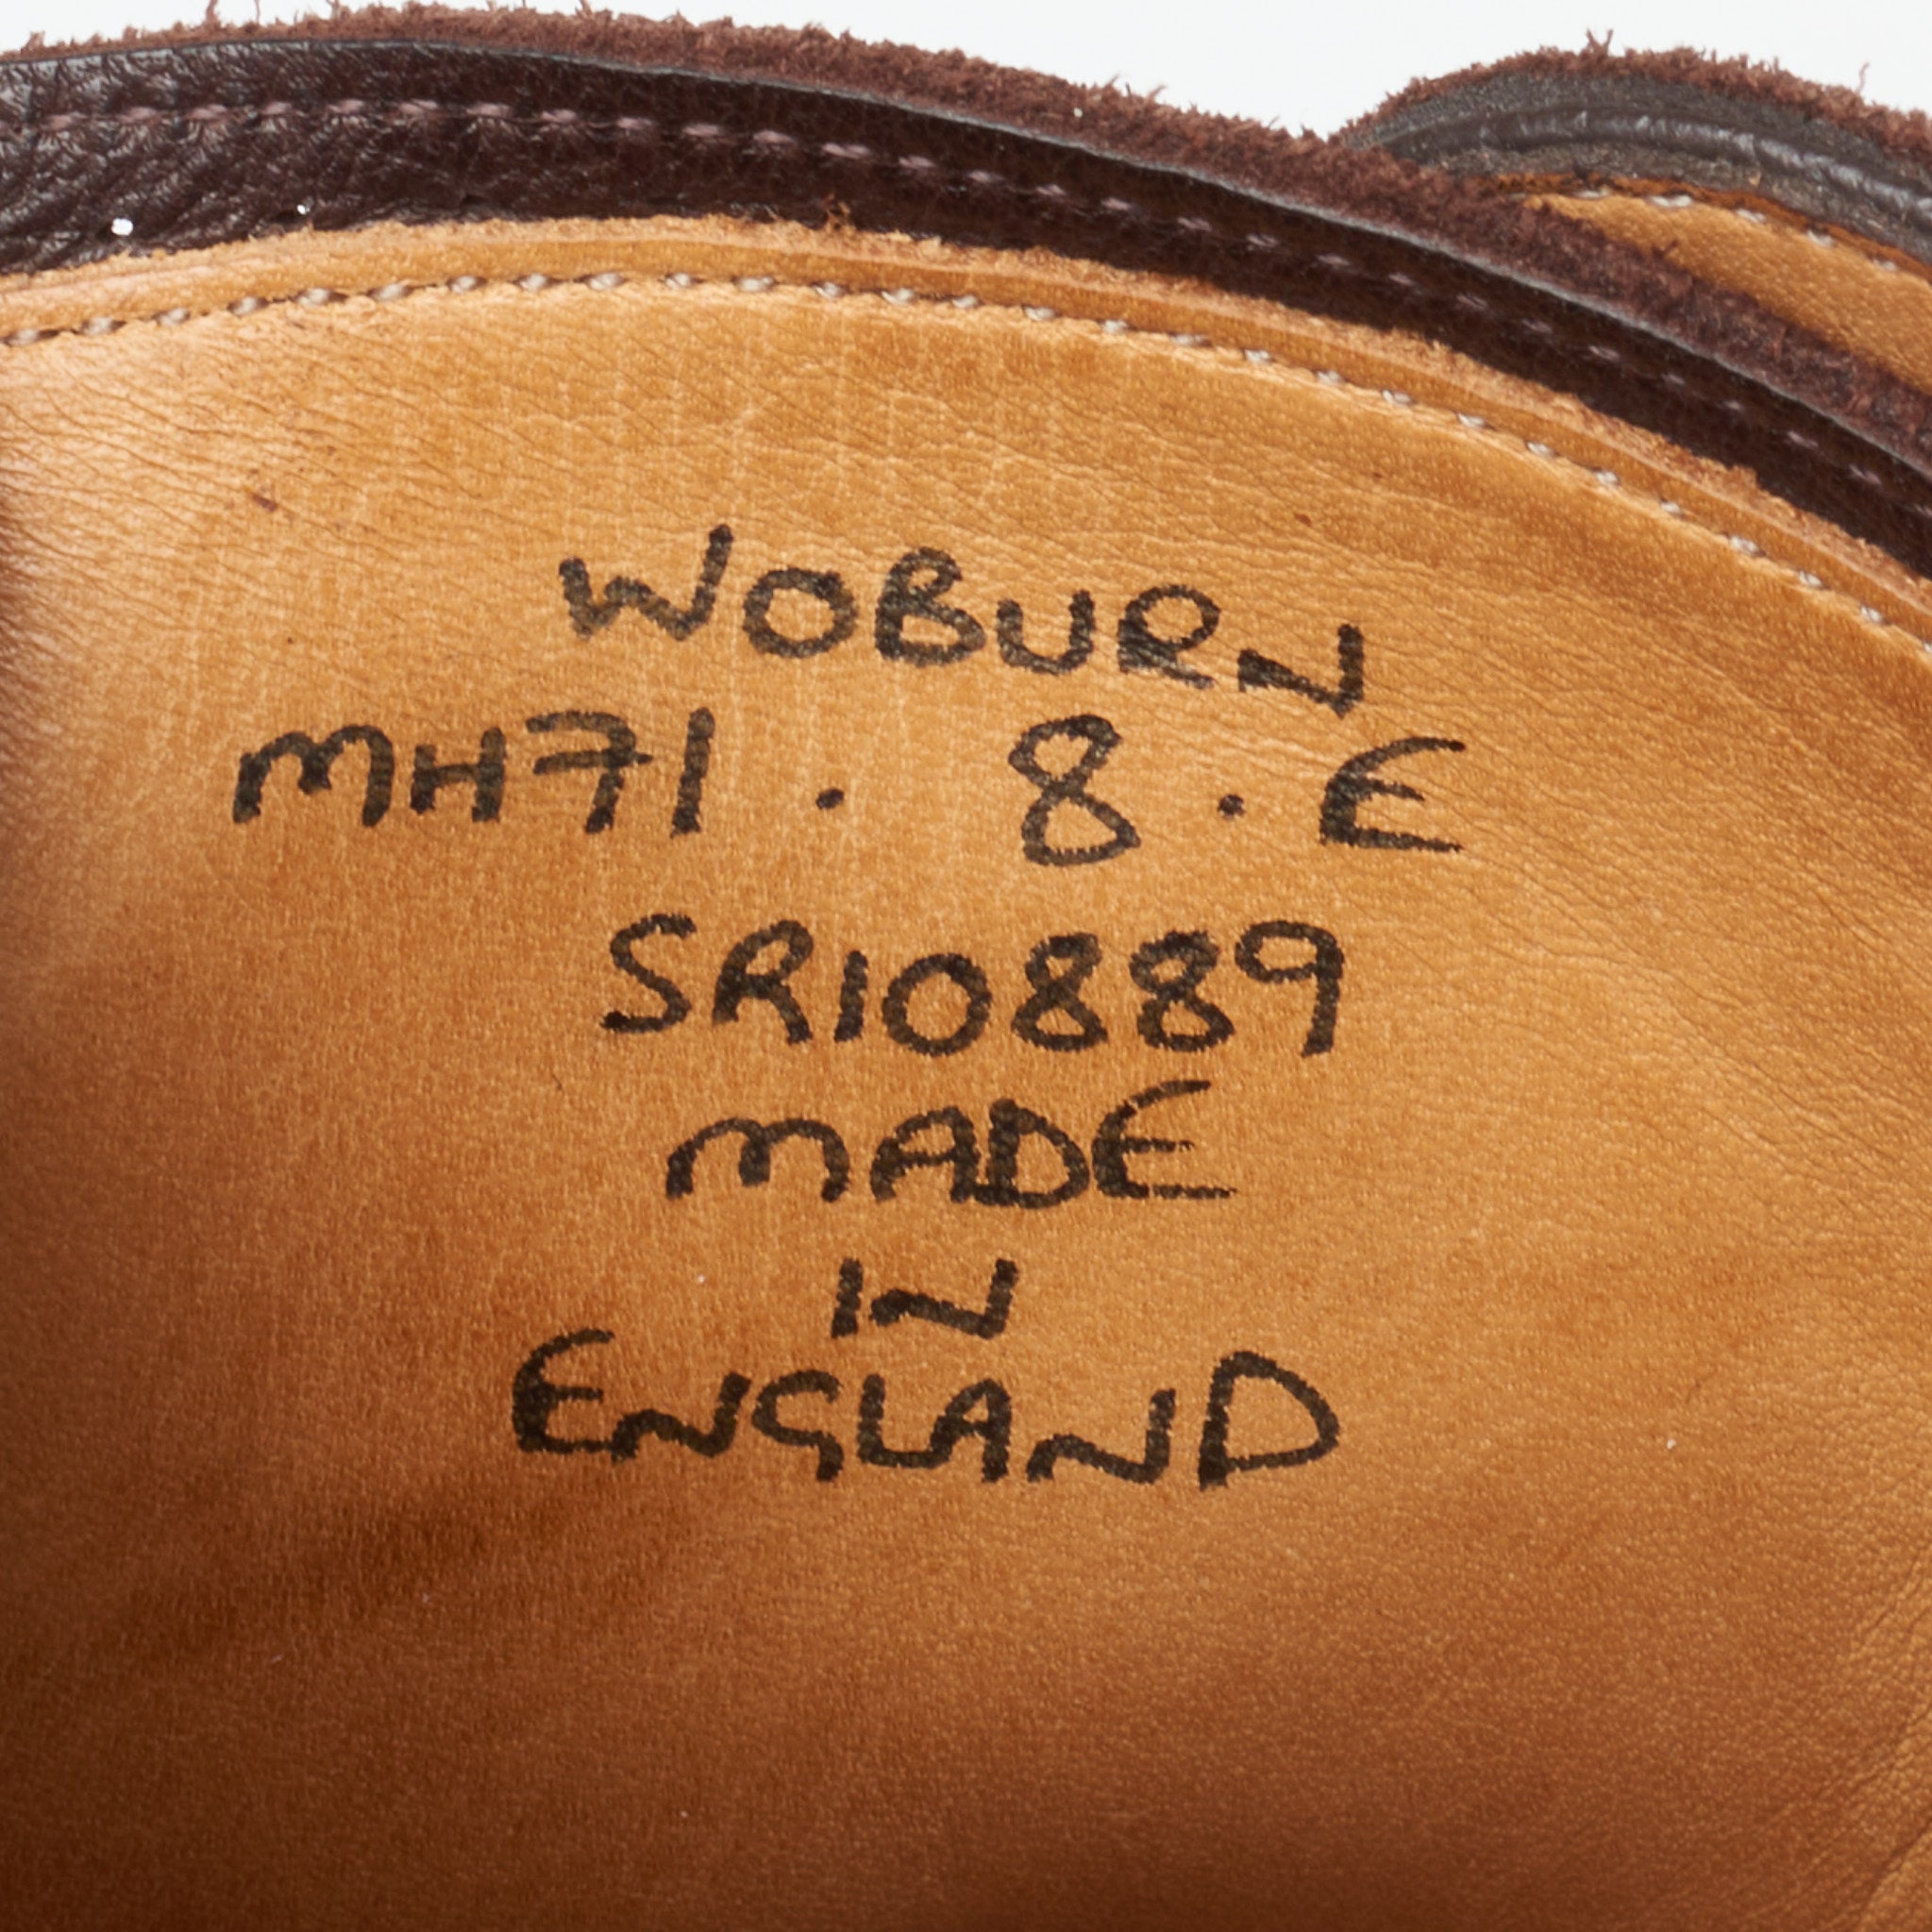 WOBURN
MH71 . 8 . E
SR10889
MADE
IN
ENGLAND